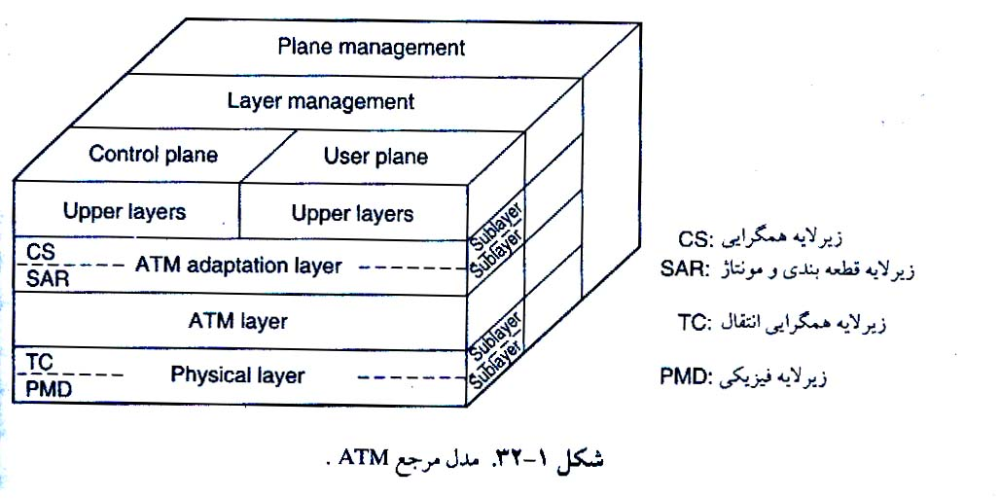 Plane management
Layer management
Control plane
User plane
Upper layers
Upper layers
CS
ATM adaptation layer
SAR
Sublayer
Sublayer
ATM layer
TC
Physical layer
PMD
Sublayer
Sublayer
CS: زیرلایه همگرایی
SAR: زیرلایه قطعه بندی و مونتاژ
TC: زیرلایه همگرایی انتقال
PMD: زیرلایه فیزیکی
شکل ۱-۳۲. مدل مرجع ATM .